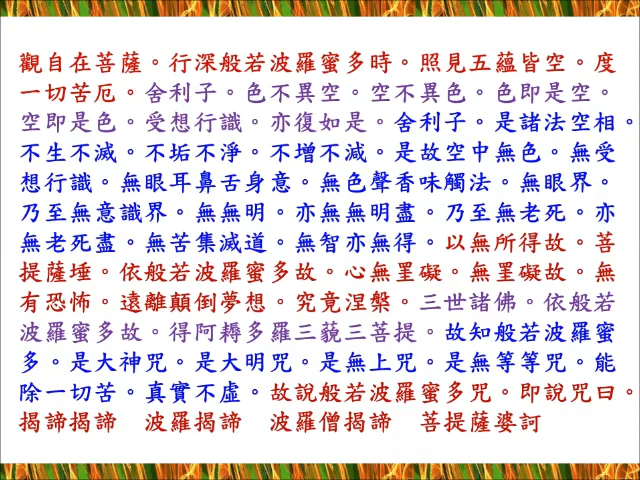 觀自在菩薩。行深般若波羅蜜多時。照見五蘊皆空。度
一切苦厄。舍利子。色不異空。空不異色。色即是空。
空即是色。受想行識。亦復如是。舍利子。是諸法空相。
不生不滅。不垢不淨。不增不減。是故空中無色。無受
想行識。無眼耳鼻舌身意。無色聲香味觸法。無眼界。
乃至無意識界。無無明。亦無無明盡。乃至無老死。亦
無老死盡。無苦集滅道。無智亦無得。以無所得故。菩
提薩埵。依般若波羅蜜多故。心無罣礙。無罣礙故。無
有恐怖。遠離顛倒夢想。究竟涅槃。三世諸佛。依般若
波羅蜜多故。得阿耨多羅三藐三菩提。故知般若波羅蜜
多。是大神咒。是大明咒。是無上咒。是無等等咒。能
除一切苦。真實不虛。故說般若波羅蜜多咒。即說咒曰。
揭諦揭諦　波羅揭諦　波羅僧揭諦　菩提薩婆訶